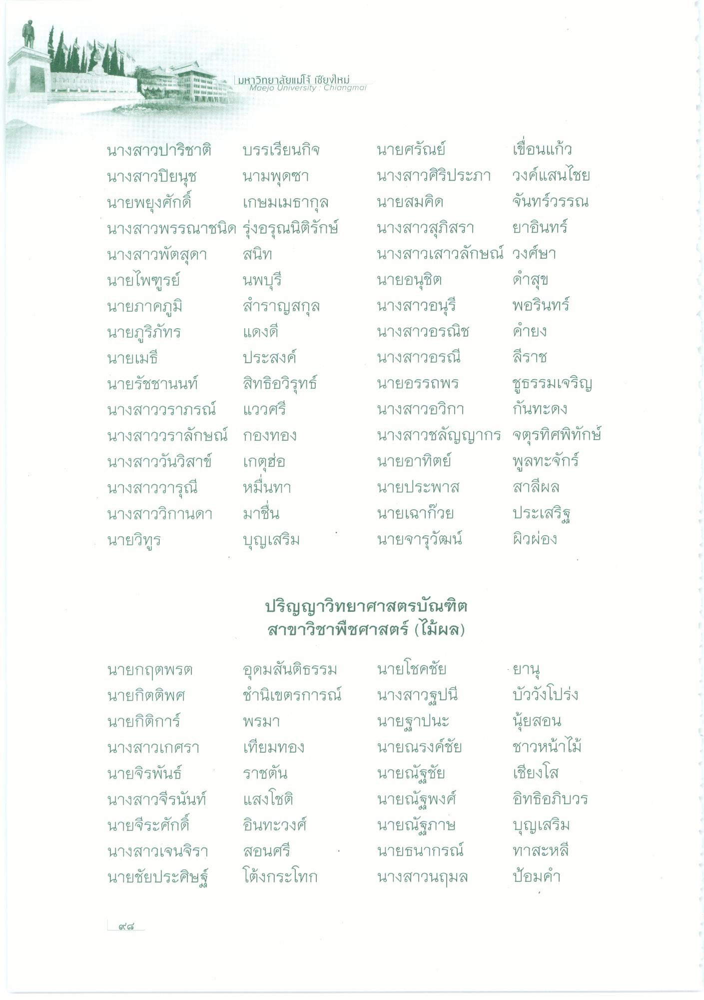 มหาวิทยาลัยแม่โจ้ เชียงใหม่
Maejo University : Chiangmai
นางสาวปาริชาติ บรรเรียนกิจ นายศรัณย์ เขื่อนแก้ว
นางสาวปิยนุช นามพุดซา นางสาวศิริประภา วงค์แสนไชย
นายพยุงศักดิ์ เกษมเมธากุล นายสมคิด จันทร์วรรณ
นางสาวพรรณาชนิด รุ่งอรุณนิติรักษ์ นางสาวสุภิสรา ยาอินทร์
นางสาวพัตสุดา สนิท นางสาวเสาวลักษณ์ วงศ์ษา
นายไพฑูรย์ นพบุรี นายอนุชิต ดำสุข
นายภาคภูมิ สำราญสกุล นางสาวอนุรี พอรินทร์
นายภูริภัทร แดงดี นางสาวอรณิช คำยง
นายเมธี ประสงค์ นางสาวอรณี ลีราช
นายรัชชานนท์ สิทธิอวิรุทธ์ นายอรรถพร ชูธรรมเจริญ
นางสาววราภรณ์ แววศรี นางสาวอวิกา กันทะดง
นางสาววราลักษณ์ กองทอง นางสาวชลัญญากร จตุรทิศพิทักษ์
นางสาววันวิสาข์ เกตุฮ่อ นายอาทิตย์ พูลทะจักร์
นางสาววารุณี หมื่นทา นายประพาส สาลีผล
นางสาววิกานดา มาชื่น นายเฉาก๊วย ประเสริฐ
นายวิทูร บุญเสริม นายจารุวัฒน์ ผิวผ่อง
ปริญญาวิทยาศาสตรบัณฑิต
สาขาวิชาพืชศาสตร์ (ไม้ผล)
นายกฤตพรต อุดมสันติธรรม นายโชคชัย ยานุ
นายกิตติพศ ชำนิเขตรการณ์ นางสาวฐปนี บัววังโปร่ง
นายกิติการ์ พรมา นายฐาปนะ นุ้ยสอน
นางสาวเกศรา เทียมทอง นายณรงค์ชัย ชาวหน้าไม้
นายจิรพันธ์ ราชตัน นายณัฐชัย เชียงโส
นางสาวจีรนันท์ แสงโชติ นายณัฐพงศ์ อิทธิอภิบวร
นายจีระศักดิ์ อินทะวงศ์ นายณัฐภาษ บุญเสริม
นางสาวเจนจิรา สอนศรี นายธนากรณ์ ทาสะหลี
นายชัยประศิษฐ์ โต้งกระโทก นางสาวนฤมล ป้อมคำ
๙๘